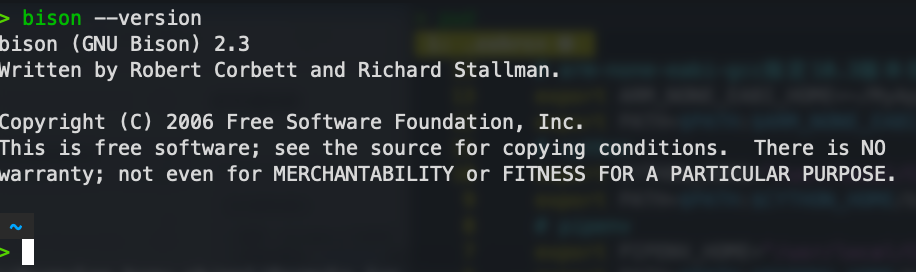 > bison --version
bison (GNU Bison) 2.3
Written by Robert Corbett and Richard Stallman.
Copyright (C) 2006 Free Software Foundation, Inc.
This is free software; see the source for copying conditions.  There is NO
warranty; not even for MERCHANTABILITY or FITNESS FOR A PARTICULAR PURPOSE.
~
>